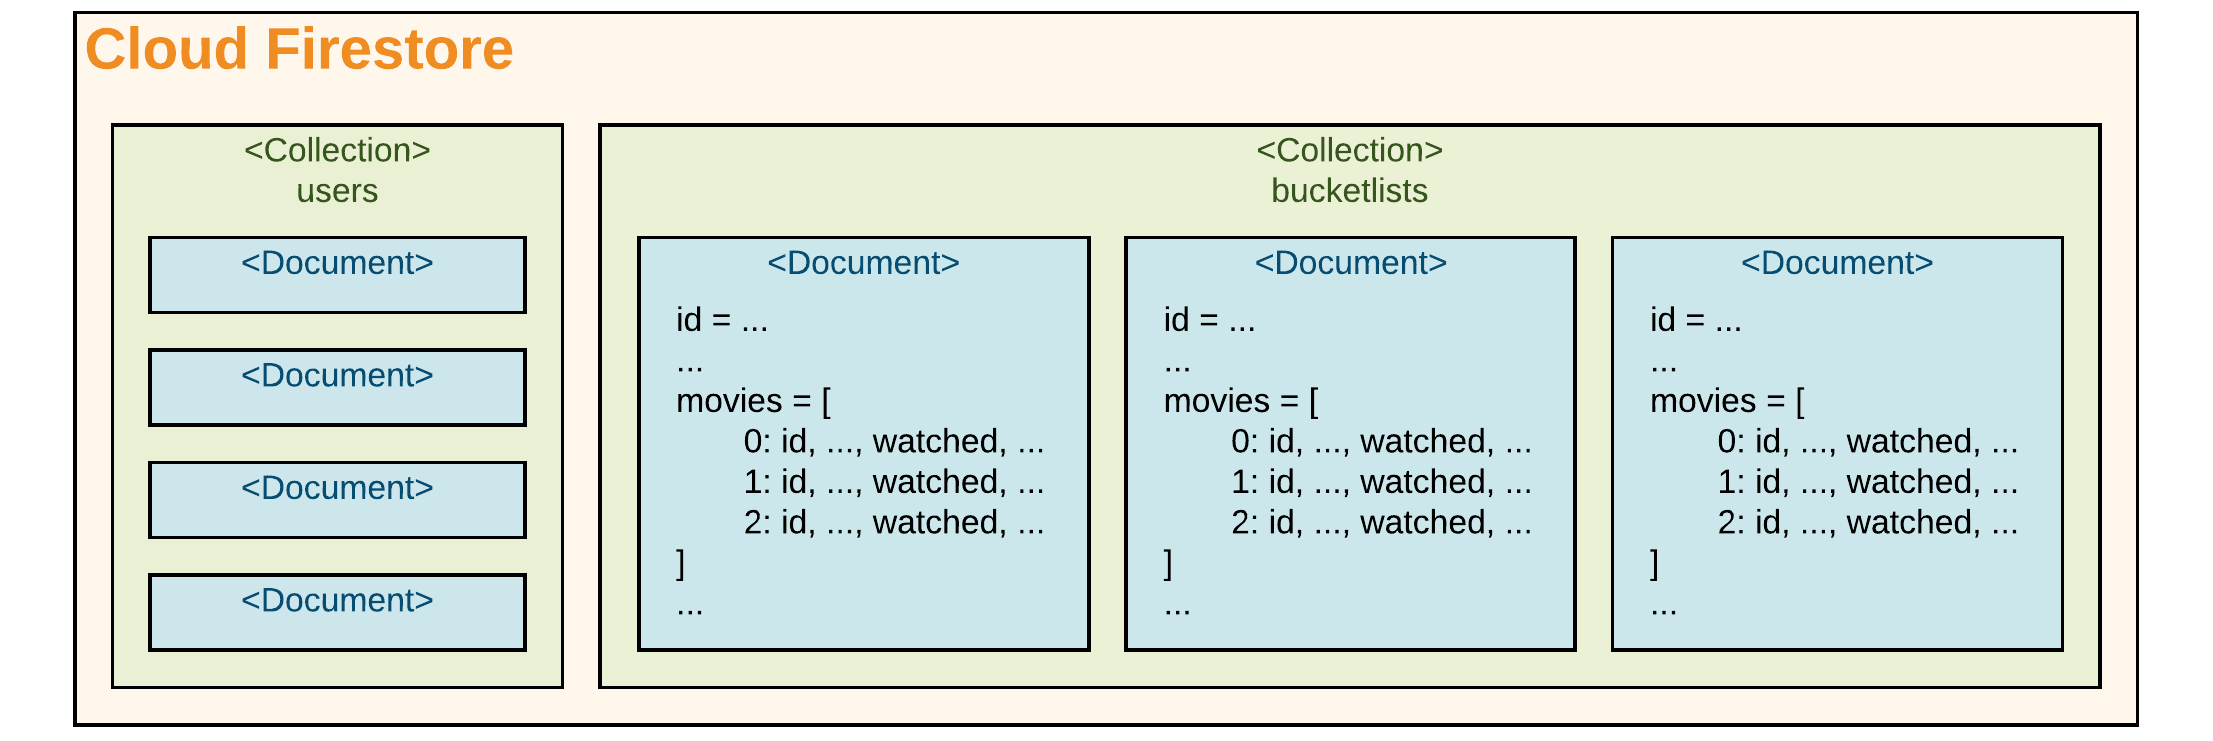 Cloud Firestore
<Collection>
users
<Document>
<Document>
<Document>
<Document>
<Collection>
bucketlists
<Document>
id = ...
...
movies = [
0: id, ..., watched, ...
1: id, ..., watched, ...
2: id, ..., watched, ...
]
...
<Document>
id = ...
...
movies = [
0: id, ..., watched, ...
1: id, ..., watched, ...
2: id, ..., watched, ...
]
...
<Document>
id = ...
...
movies = [
0: id, ..., watched, ...
1: id, ..., watched, ...
2: id, ..., watched, ...
]
...